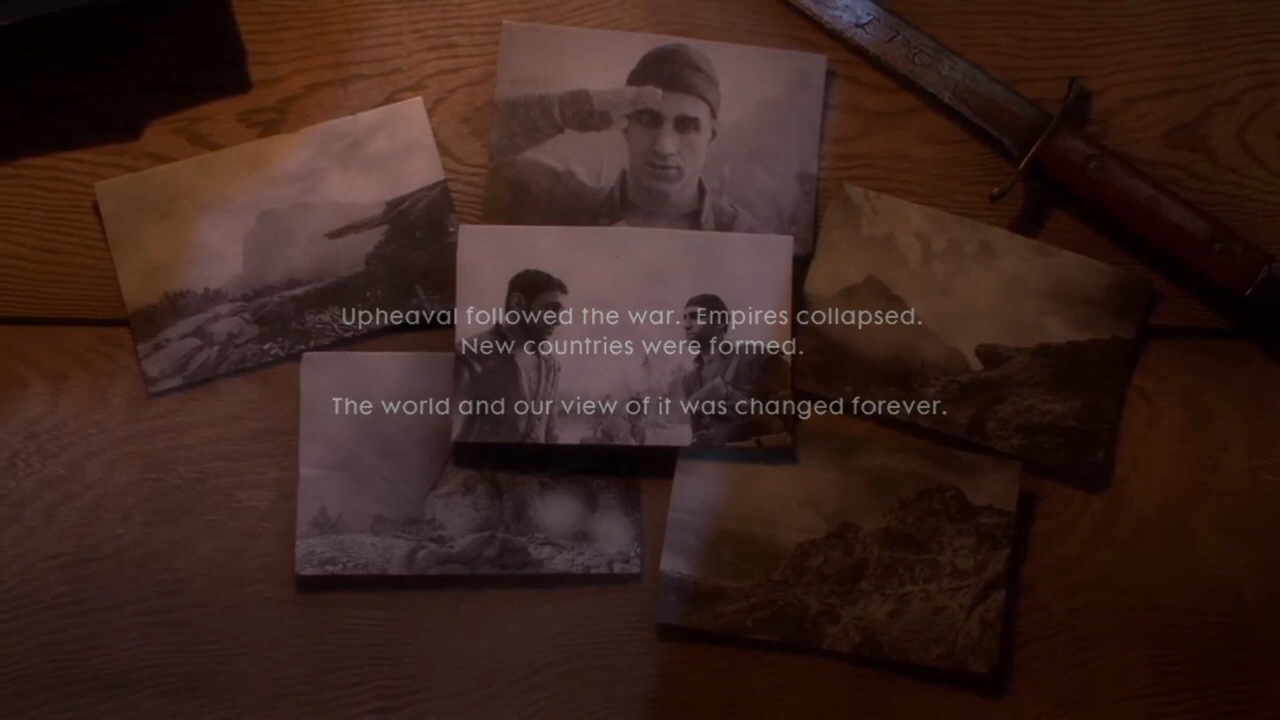 Upheaval followed the war. Empires collapsed.
New countries were formed.
The world and our view of it was changed forever.